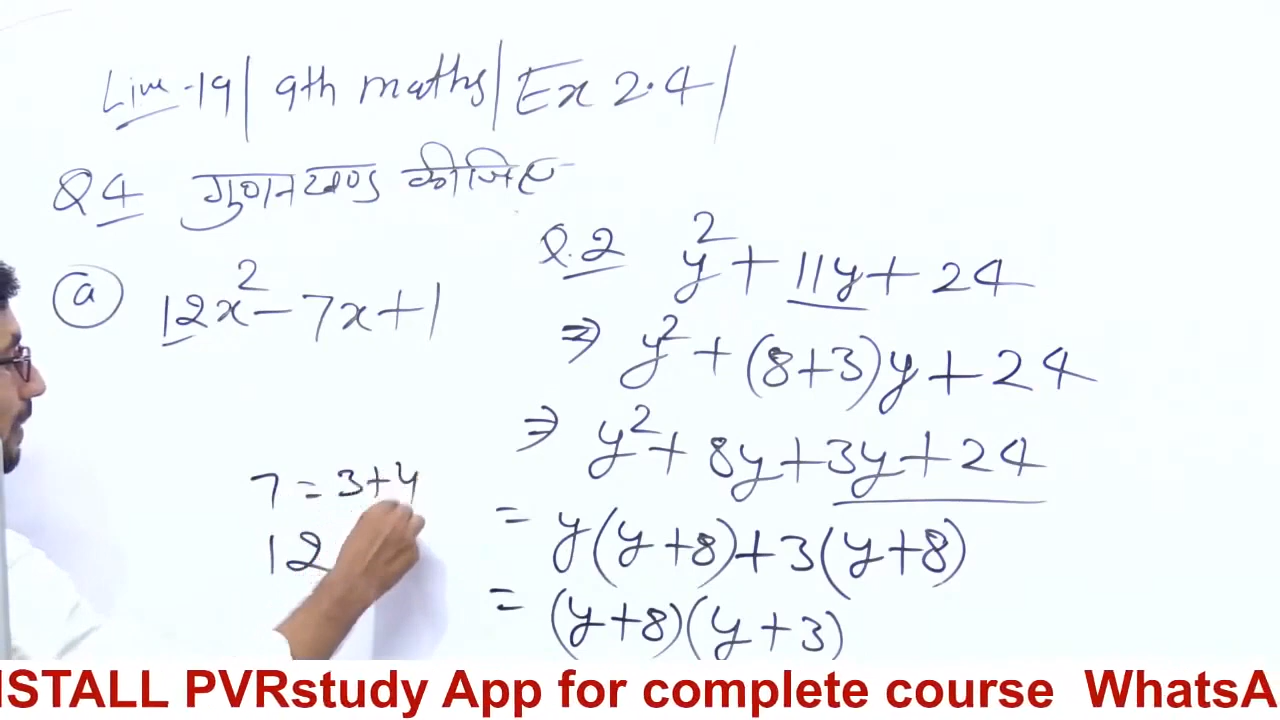 Live-19| 9th maths| Ex 2.4|
Q4 गुणनखण्ड कीजिए
(a) 12x² - 7x + 1
7 = 3+4
12
Q.2 y² + 11y + 24
⇒ y² + (8+3)y + 24
⇒ y² + 8y + 3y + 24
= y(y+8)+3(y+8)
= (y+8)(y+3)
NSTALL PVRstudy App for complete course WhatsA